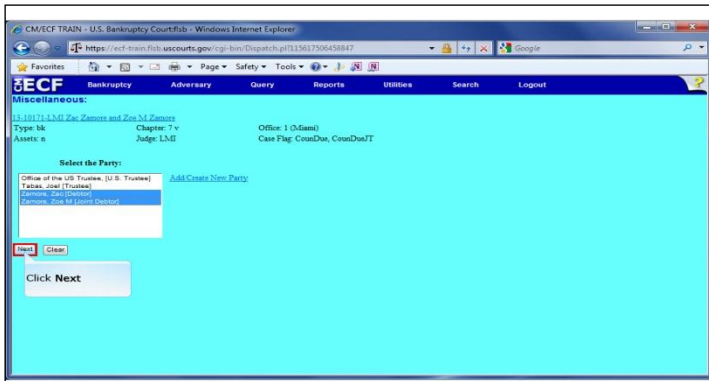 CM/ECF TRAIN - U.S. Bankruptcy Court:flsb - Windows Internet Explorer
https://ecf-train.flsb.uscourts.gov/cgi-bin/Dispatch.pl?115617506458847
Google
Favorites Page Safety Tools
ECF Bankruptcy Adversary Query Reports Utilities Search Logout ?
Miscellaneous:
13-10171-LMI Zac Zamore and Zoe M Zamore
Type: bk Chapter: 7 v Office: 1 (Miami)
Assets: n Judge: LMI Case Flag: CounDue, CounDueJT
Select the Party:
Office of the US Trustee, [U.S. Trustee] Add/Create New Party
Tabas, Joel [Trustee]
Zamore, Zac [Debtor]
Zamore, Zoe M [Joint Debtor]
Next Clear
Click Next